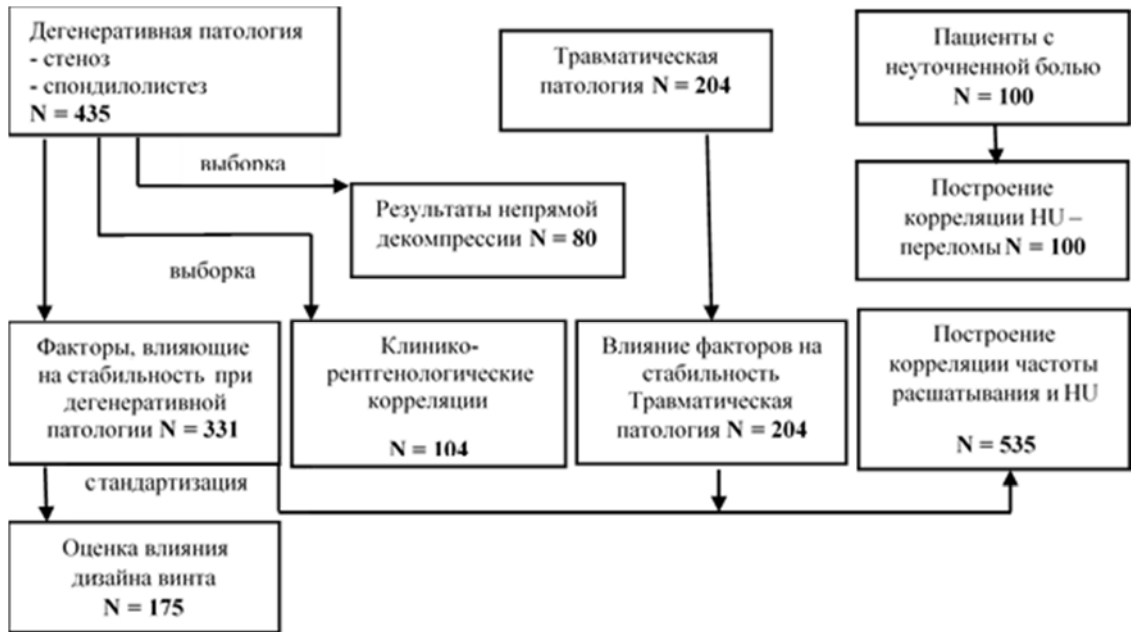 Дегенеративная патология
- стеноз
- спондилолистез
N = 435
Травматическая
патология N = 204
Пациенты с
неуточненной болью
N = 100
выборка
Результаты непрямой
декомпрессии N = 80
Построение
корреляции HU –
переломы N = 100
выборка
Факторы, влияющие
на стабильность при
дегенеративной
патологии N = 331
Клинико-
рентгенологические
корреляции
N = 104
Влияние факторов на
стабильность
Травматическая
патология N = 204
Построение
корреляции частоты
расшатывания и HU
N = 535
стандартизация
Оценка влияния
дизайна винта
N = 175